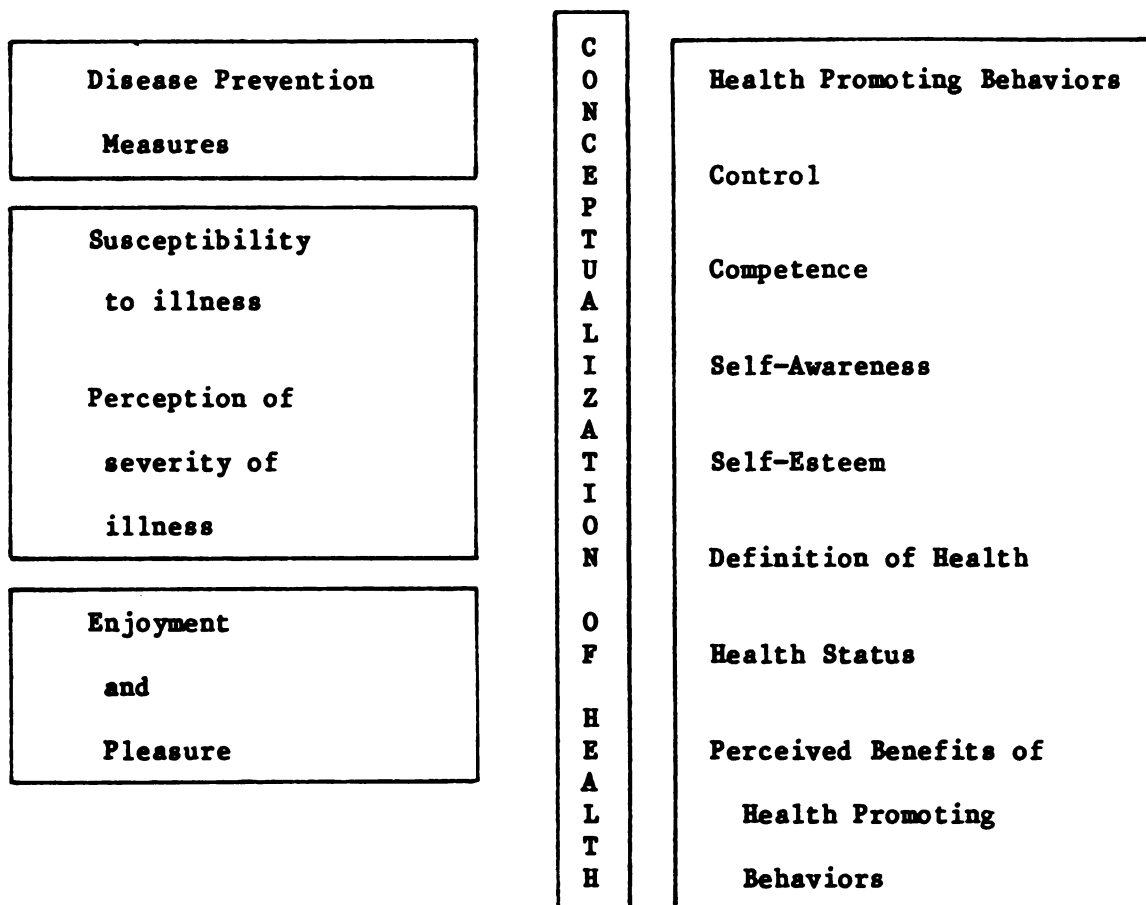 Disease Prevention
Measures
Susceptibility
to illness
Perception of
severity of
illness
Enjoyment
and
Pleasure
C
O
N
C
E
P
T
U
A
L
I
Z
A
T
I
O
N
O
F
H
E
A
L
T
H
Health Promoting Behaviors
Control
Competence
Self-Awareness
Self-Esteem
Definition of Health
Health Status
Perceived Benefits of
Health Promoting
Behaviors